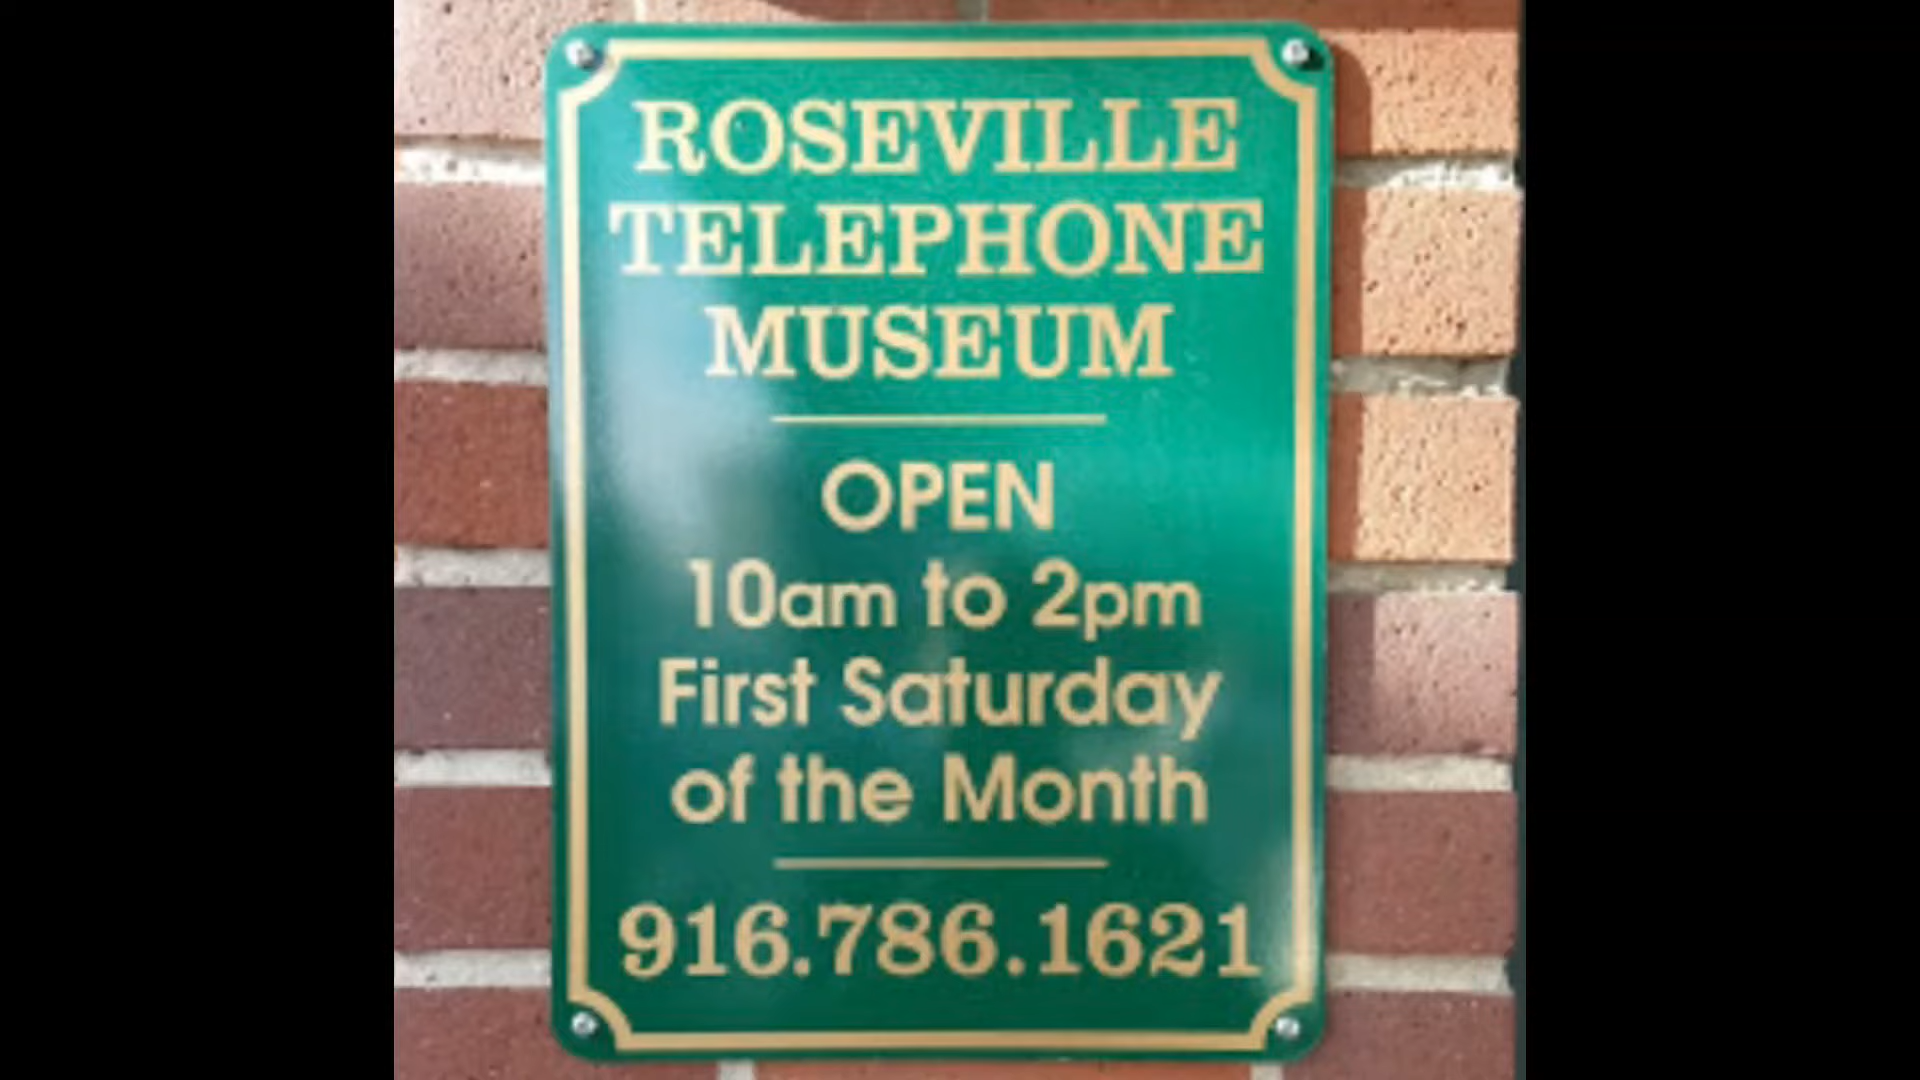 ROSEVILLE
TELEPHONE
MUSEUM
OPEN
10am to 2pm
First Saturday
of the Month
916.786.1621